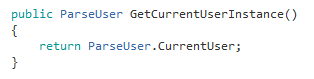 public ParseUser GetCurrentUserInstance()
{
    return ParseUser.CurrentUser;
}